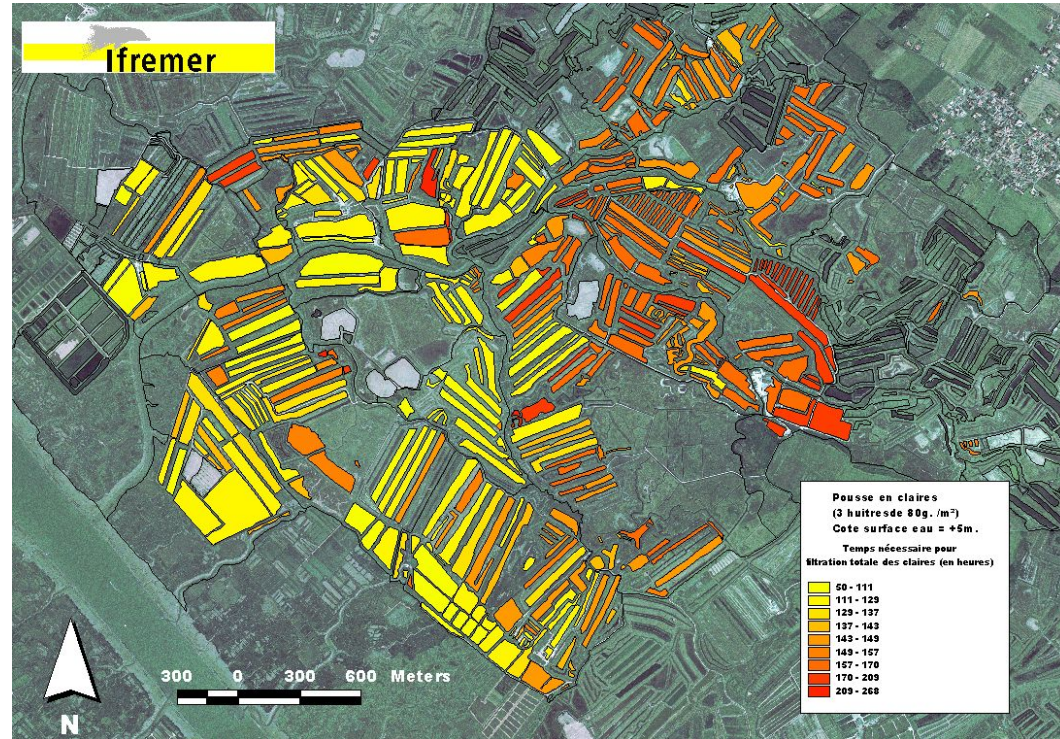 Ifremer
Pousse en claires
(3 huitresde 80g. /m²)
Cote surface eau = +5m.
Temps nécessaire pour
filtration totale des claires (en heures)
50 - 111
111 - 129
129 - 137
137 - 143
143 - 149
149 - 157
157 - 170
170 - 209
209 - 268
300 0 300 600 Meters
N